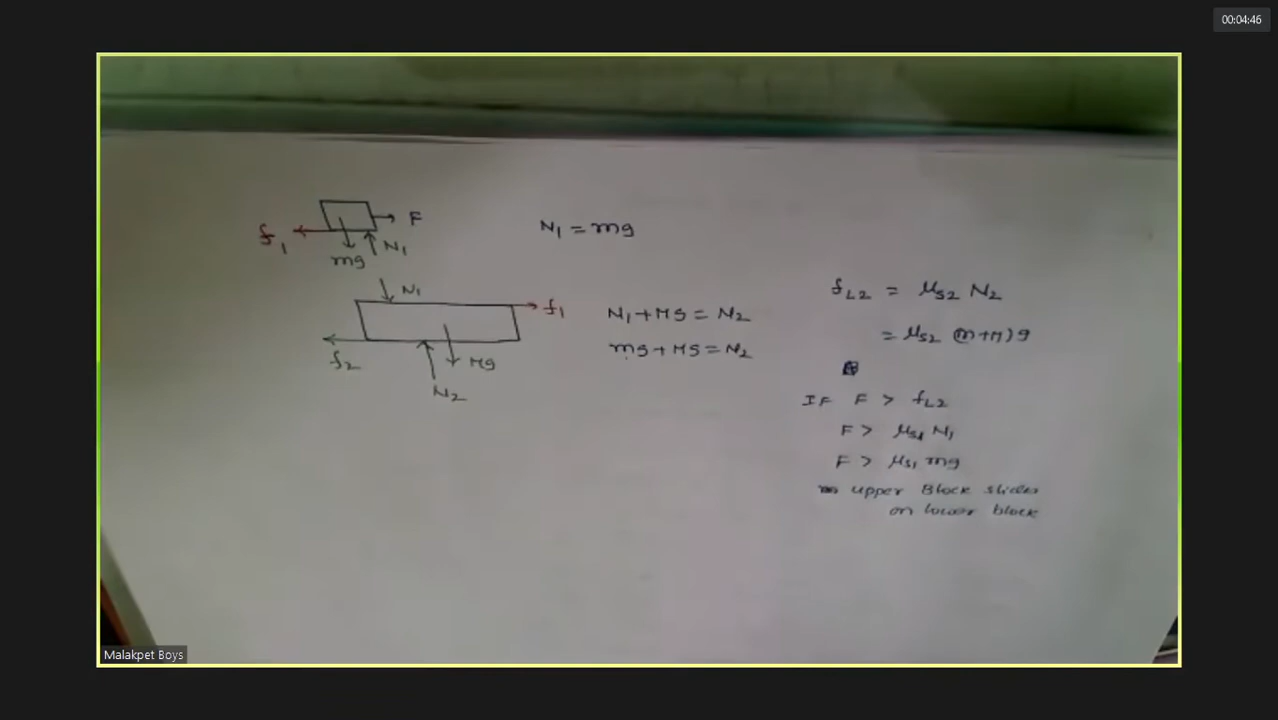 00:04:46
F
f1
N1
mg
N1 = mg
N1
f1
f2
Mg
N2
N1 + Mg = N2
mg + Mg = N2
fL2 = μs2 N2
= μs2 (m+M) g
IF F > fL2
F > μs1 N1
F > μs1 mg
upper Block slides
on lower block
Malakpet Boys